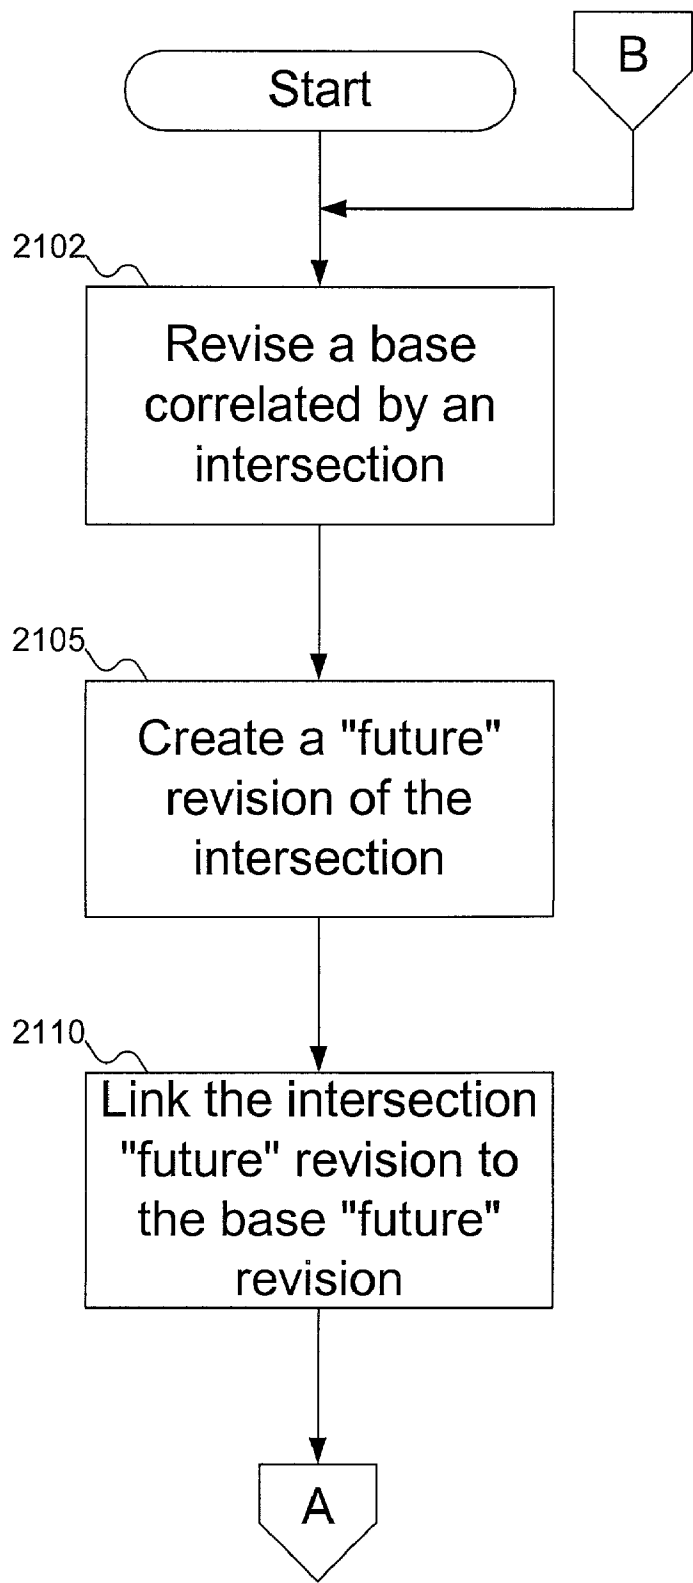 Start
B
2102
Revise a base
correlated by an
intersection
2105
Create a "future"
revision of the
intersection
2110
Link the intersection
"future" revision to
the base "future"
revision
A